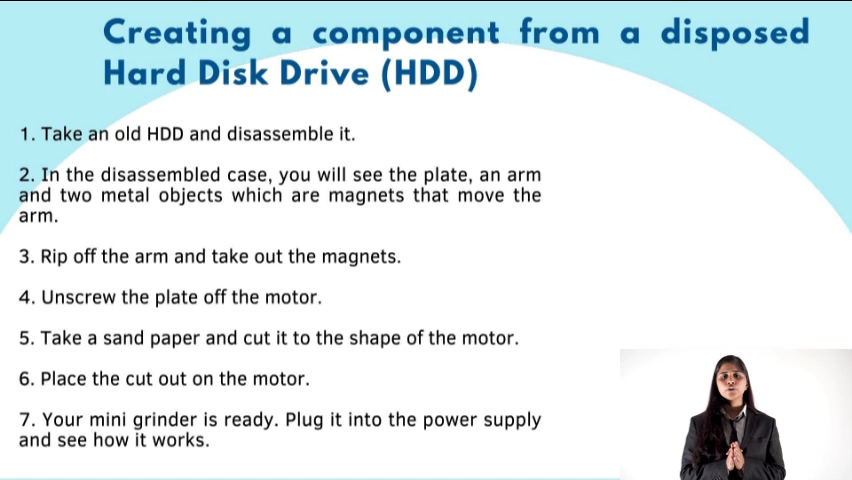 Creating a component from a disposed
Hard Disk Drive (HDD)
1. Take an old HDD and disassemble it.
2. In the disassembled case, you will see the plate, an arm
and two metal objects which are magnets that move the
arm.
3. Rip off the arm and take out the magnets.
4. Unscrew the plate off the motor.
5. Take a sand paper and cut it to the shape of the motor.
6. Place the cut out on the motor.
7. Your mini grinder is ready. Plug it into the power supply
and see how it works.